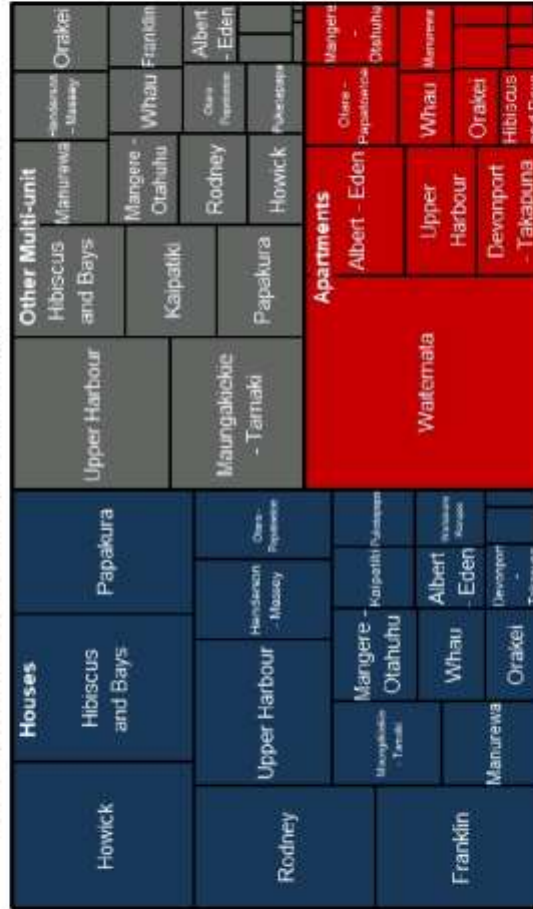 Houses
Howick
Hibiscus
and Bays
Papakura
Rodney
Upper Harbour
Henderson
- Massey
Otara -
Papatoetoe
Franklin
Maungakiekie
- Tamaki
Mangere -
Otahuhu
Kaipatiki
Puketapapa
Manurewa
Whau
Albert -
Eden
Orakei
Devonport
-
Other Multi-unit
Upper Harbour
Hibiscus
and Bays
Manurewa
Henderson
- Massey
Orakei
Maungakiekie
- Tamaki
Kaipatiki
Mangere -
Otahuhu
Whau
Franklin
Papakura
Rodney
Otara -
Papatoetoe
Albert
- Eden
Howick
Puketapapa
Apartments
Waitemata
Albert - Eden
Otara -
Papatoetoe
Mangere
-
Otahuhu
Upper
Harbour
Whau
Manurewa
Devonport
- Takapuna
Orakei
Hibiscus